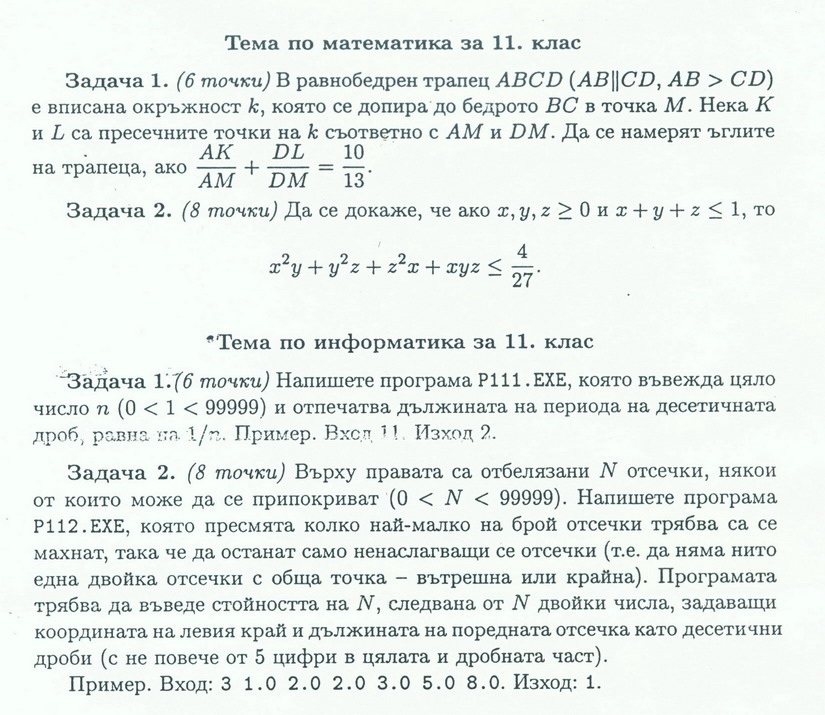 Тема по математика за 11. клас
Задача 1. (6 точки) В равнобедрен трапец ABCD (AB||CD, AB > CD)
е вписана окръжност k, която се допира до бедрото BC в точка M. Нека K
и L са пресечните точки на k съответно с AM и DM. Да се намерят ъглите
на трапеца, ако AK/AM + DL/DM = 10/13.
Задача 2. (8 точки) Да се докаже, че ако x, y, z ≥ 0 и x + y + z ≤ 1, то
x²y + y²z + z²x + xyz ≤ 4/27.
Тема по информатика за 11. клас
Задача 1. (6 точки) Напишете програма P111.EXE, която въвежда цяло
число n (0 < 1 < 99999) и отпечатва дължината на периода на десетичната
дроб, равна на 1/n. Пример. Вход 11. Изход 2.
Задача 2. (8 точки) Върху правата са отбелязани N отсечки, някои
от които може да се припокриват (0 < N < 99999). Напишете програма
P112.EXE, която пресмята колко най-малко на брой отсечки трябва са се
махнат, така че да останат само ненаслагващи се отсечки (т.е. да няма нито
една двойка отсечки с обща точка – вътрешна или крайна). Програмата
трябва да въведе стойността на N, следвана от N двойки числа, задаващи
координата на левия край и дължината на поредната отсечка като десетични
дроби (с не повече от 5 цифри в цялата и дробната част).
Пример. Вход: 3 1.0 2.0 2.0 3.0 5.0 8.0. Изход: 1.